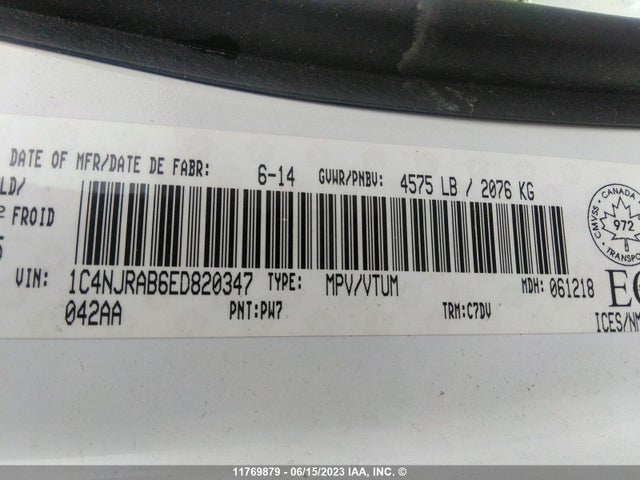 DATE OF MFR/DATE DE FABR: 6-14 GVWR/PNBV: 4575 LB / 2076 KG
LD/
2 FROID
5
CANADA
CMVSS 972
TRANSPO
VIN: 1C4NJRAB6ED820347 TYPE: MPV/VTUM MDH: 061218
042AA PNT:PW7 TRM:C7DV ICES/NM
11769879 - 06/15/2023 IAA, INC. ©